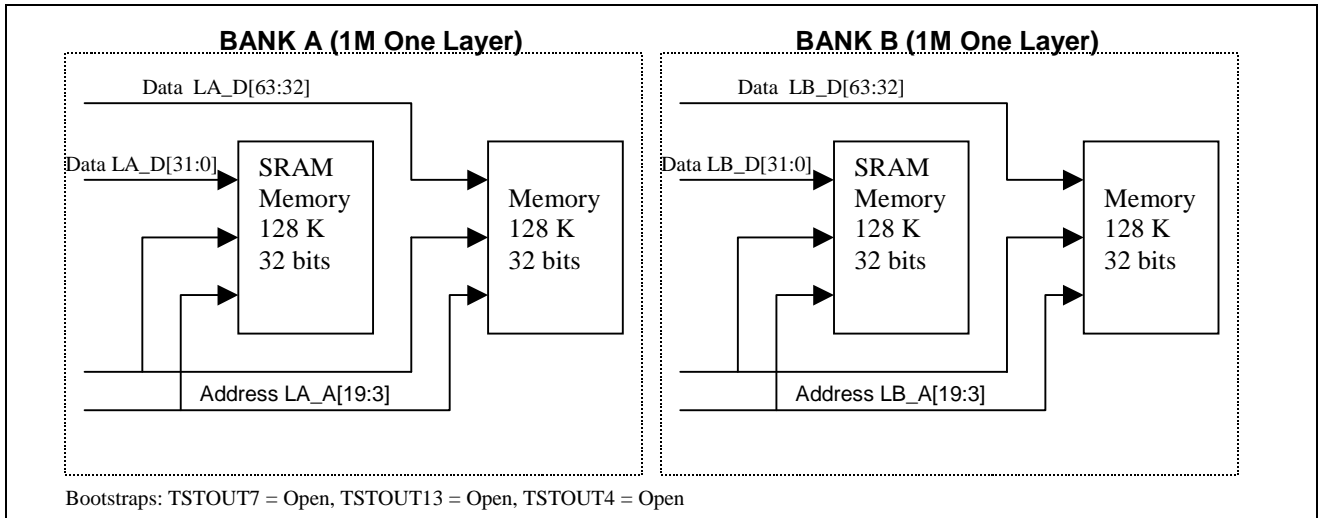 BANK A (1M One Layer)
Data LA_D[63:32]
Data LA_D[31:0]
SRAM
Memory
128 K
32 bits
Memory
128 K
32 bits
Address LA_A[19:3]
BANK B (1M One Layer)
Data LB_D[63:32]
Data LB_D[31:0]
SRAM
Memory
128 K
32 bits
Memory
128 K
32 bits
Address LB_A[19:3]
Bootstraps: TSTOUT7 = Open, TSTOUT13 = Open, TSTOUT4 = Open